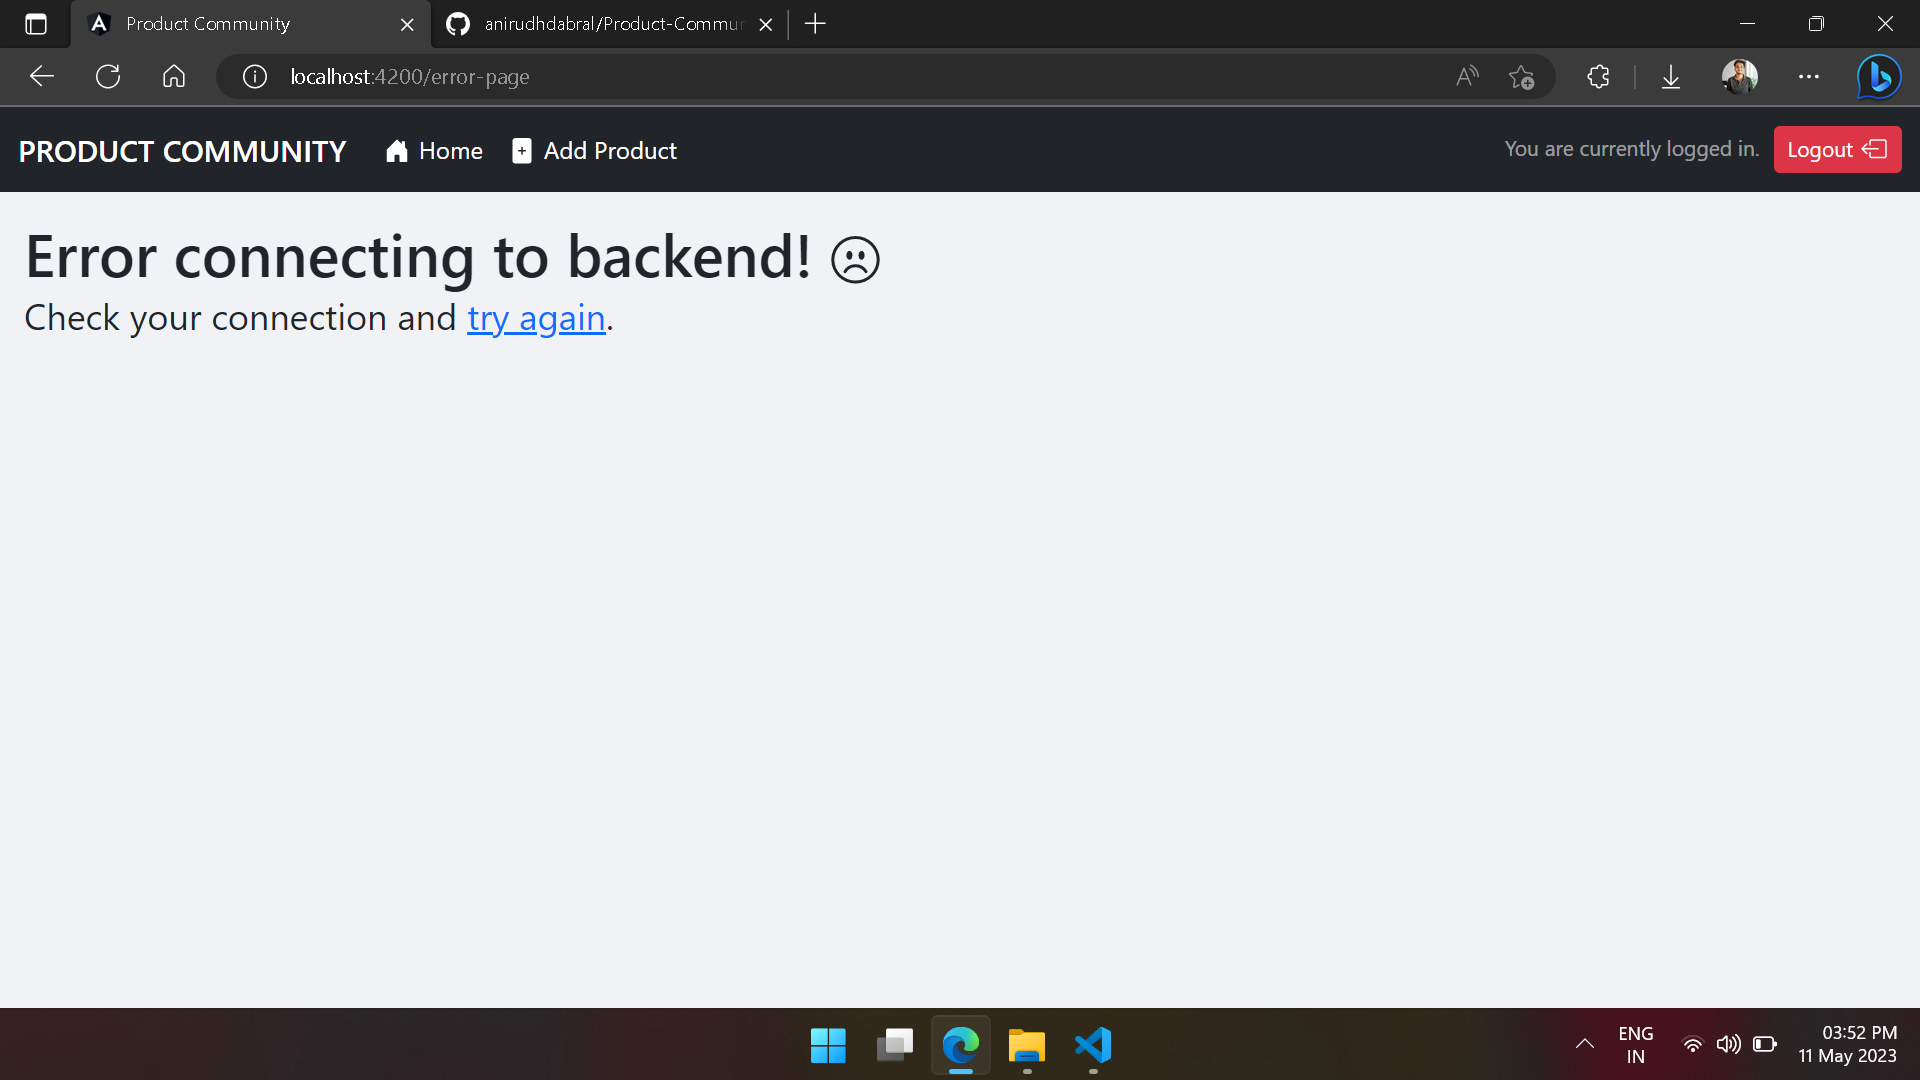 Product Community
anirudhdabral/Product-Commu
localhost:4200/error-page
PRODUCT COMMUNITY
Home
Add Product
You are currently logged in.
Logout
Error connecting to backend!
Check your connection and try again.
ENG
IN
03:52 PM
11 May 2023